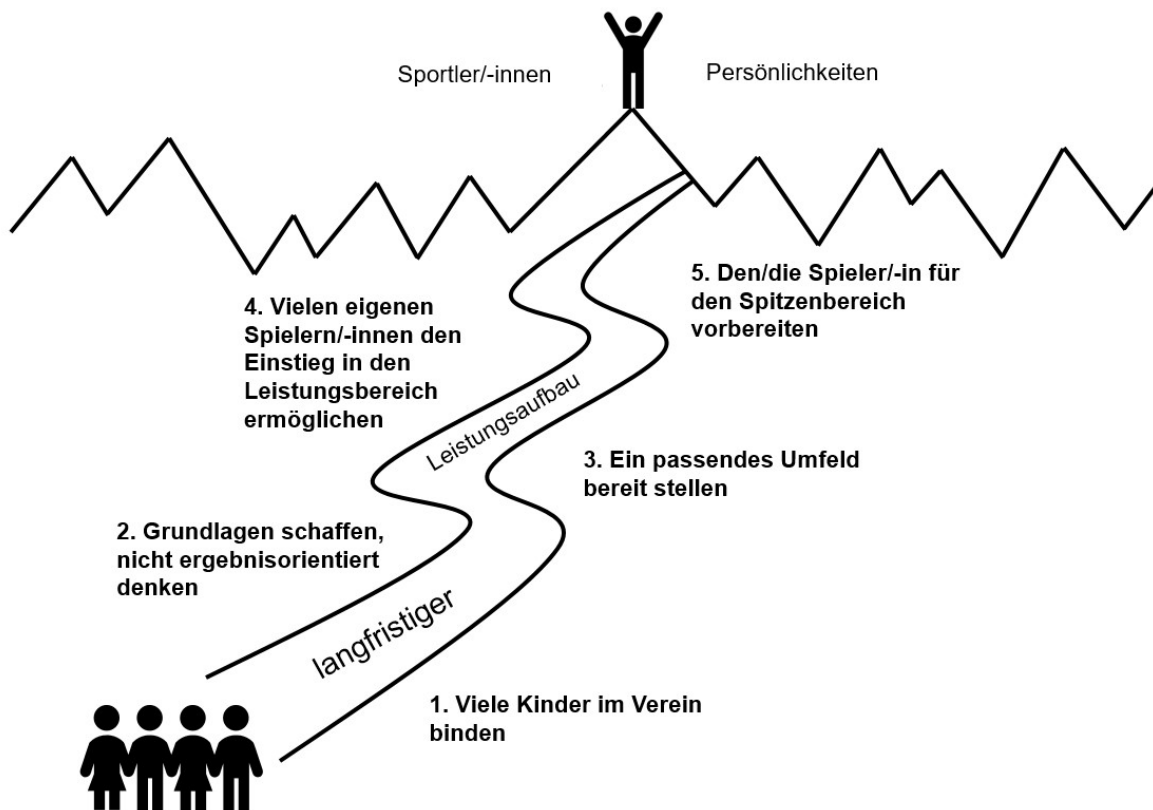 Sportler/-innen
Persönlichkeiten
4. Vielen eigenen
Spielern/-innen den
Einstieg in den
Leistungsbereich
ermöglichen
5. Den/die Spieler/-in für
den Spitzenbereich
vorbereiten
Leistungsaufbau
3. Ein passendes Umfeld
bereit stellen
2. Grundlagen schaffen,
nicht ergebnisorientiert
denken
langfristiger
1. Viele Kinder im Verein
binden